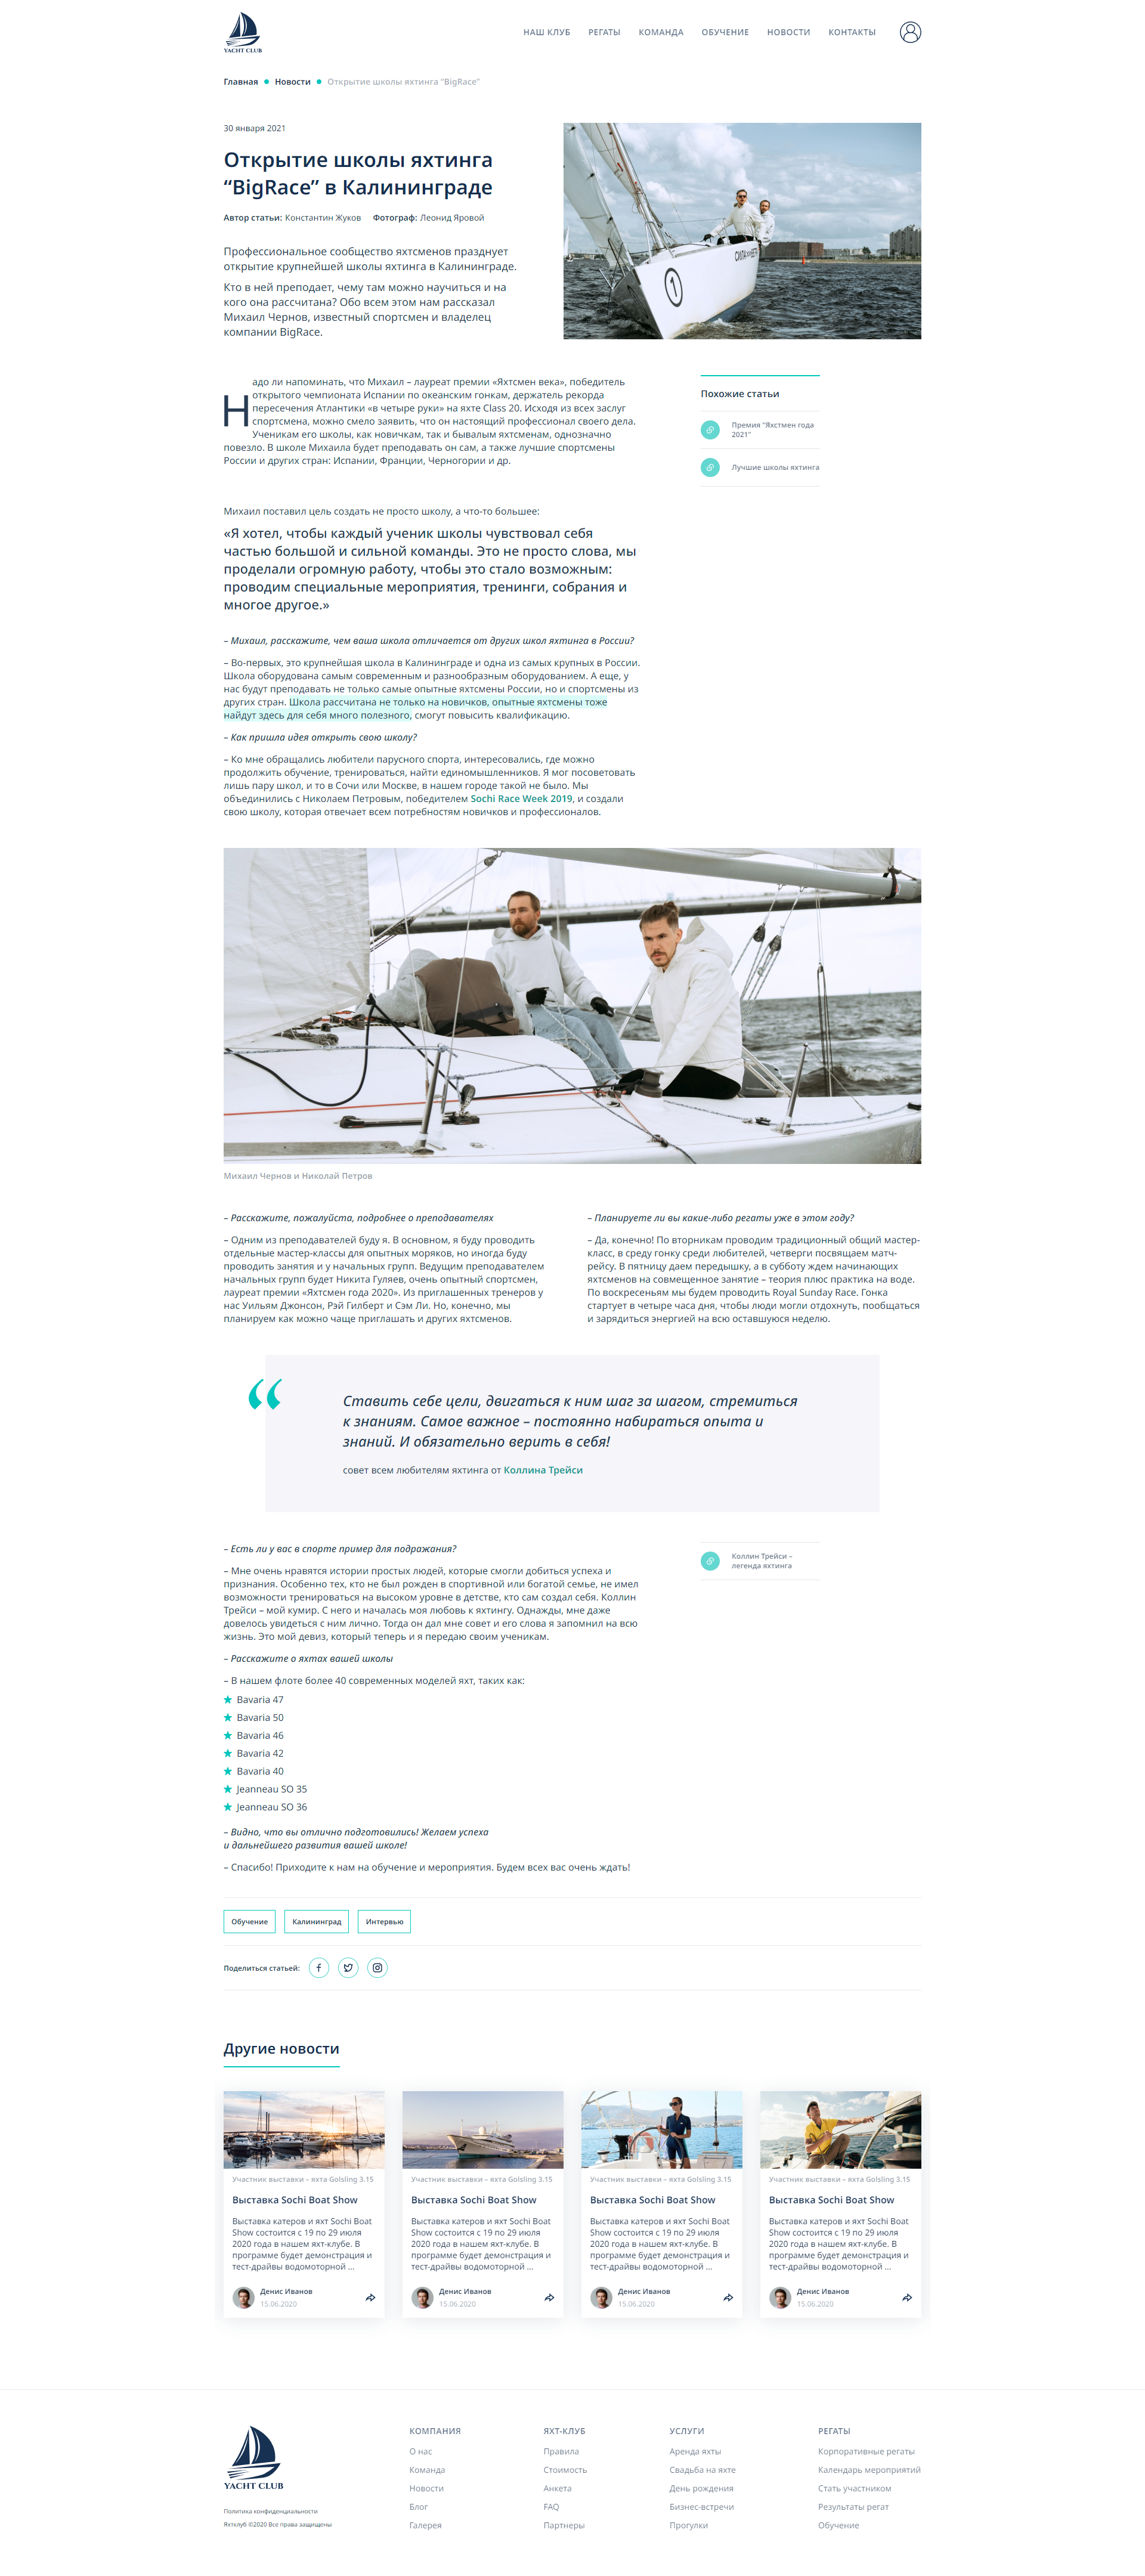 YACHT CLUB
НАШ КЛУБ
РЕГАТЫ
КОМАНДА
ОБУЧЕНИЕ
НОВОСТИ
КОНТАКТЫ
Главная
Новости
Открытие школы яхтинга “BigRace”
30 января 2021
Открытие школы яхтинга
“BigRace” в Калининграде
Автор статьи: Константин Жуков
Фотограф: Леонид Яровой
Профессиональное сообщество яхтсменов празднует
открытие крупнейшей школы яхтинга в Калининграде.
Кто в ней преподает, чему там можно научиться и на
кого она рассчитана? Обо всем этом нам рассказал
Михаил Чернов, известный спортсмен и владелец
компании BigRace.
1
Надо ли напоминать, что Михаил – лауреат премии «Яхтсмен века», победитель
открытого чемпионата Испании по океанским гонкам, держатель рекорда
пересечения Атлантики «в четыре руки» на яхте Class 20. Исходя из всех заслуг
спортсмена, можно смело заявить, что он настоящий профессионал своего дела.
Ученикам его школы, как новичкам, так и бывалым яхтсменам, однозначно
повезло. В школе Михаила будет преподавать он сам, а также лучшие спортсмены
России и других стран: Испании, Франции, Черногории и др.
Похожие статьи
Премия “Яхстмен года
2021”
Лучшие школы яхтинга
Михаил поставил цель создать не просто школу, а что-то большее:
«Я хотел, чтобы каждый ученик школы чувствовал себя
частью большой и сильной команды. Это не просто слова, мы
проделали огромную работу, чтобы это стало возможным:
проводим специальные мероприятия, тренинги, собрания и
многое другое.»
– Михаил, расскажите, чем ваша школа отличается от других школ яхтинга в России?
– Во-первых, это крупнейшая школа в Калининграде и одна из самых крупных в России.
Школа оборудована самым современным и разнообразным оборудованием. А еще, у
нас будут преподавать не только самые опытные яхтсмены России, но и спортсмены из
других стран. Школа рассчитана не только на новичков, опытные яхтсмены тоже
найдут здесь для себя много полезного, смогут повысить квалификацию.
– Как пришла идея открыть свою школу?
– Ко мне обращались любители парусного спорта, интересовались, где можно
продолжить обучение, тренироваться, найти единомышленников. Я мог посоветовать
лишь пару школ, и то в Сочи или Москве, в нашем городе такой не было. Мы
объединились с Николаем Петровым, победителем Sochi Race Week 2019, и создали
свою школу, которая отвечает всем потребностям новичков и профессионалов.
Михаил Чернов и Николай Петров
– Расскажите, пожалуйста, подробнее о преподавателях
– Одним из преподавателей буду я. В основном, я буду проводить
отдельные мастер-классы для опытных моряков, но иногда буду
проводить занятия и у начальных групп. Ведущим преподавателем
начальных групп будет Никита Гуляев, очень опытный спортсмен,
лауреат премии «Яхтсмен года 2020». Из приглашенных тренеров у
нас Уильям Джонсон, Рэй Гилберт и Сэм Ли. Но, конечно, мы
планируем как можно чаще приглашать и других яхтсменов.
– Планируете ли вы какие-либо регаты уже в этом году?
– Да, конечно! По вторникам проводим традиционный общий мастер-
класс, в среду гонку среди любителей, четверги посвящаем матч-
рейсу. В пятницу даем передышку, а в субботу ждем начинающих
яхтсменов на совмещенное занятие – теория плюс практика на воде.
По воскресеньям мы будем проводить Royal Sunday Race. Гонка
стартует в четыре часа дня, чтобы люди могли отдохнуть, пообщаться
и зарядиться энергией на всю оставшуюся неделю.
“
Ставить себе цели, двигаться к ним шаг за шагом, стремиться
к знаниям. Самое важное – постоянно набираться опыта и
знаний. И обязательно верить в себя!
совет всем любителям яхтинга от Коллина Трейси
– Есть ли у вас в спорте пример для подражания?
– Мне очень нравятся истории простых людей, которые смогли добиться успеха и
признания. Особенно тех, кто не был рожден в спортивной или богатой семье, не имел
возможности тренироваться на высоком уровне в детстве, кто сам создал себя. Коллин
Трейси – мой кумир. С него и началась моя любовь к яхтингу. Однажды, мне даже
довелось увидеться с ним лично. Тогда он дал мне совет и его слова я запомнил на всю
жизнь. Это мой девиз, который теперь и я передаю своим ученикам.
Коллин Трейси –
легенда яхтинга
– Расскажите о яхтах вашей школы
– В нашем флоте более 40 современных моделей яхт, таких как:
Bavaria 47
Bavaria 50
Bavaria 46
Bavaria 42
Bavaria 40
Jeanneau SO 35
Jeanneau SO 36
– Видно, что вы отлично подготовились! Желаем успеха
и дальнейшего развития вашей школе!
– Спасибо! Приходите к нам на обучение и мероприятия. Будем всех вас очень ждать!
Обучение
Калининград
Интервью
Поделиться статьей:
Другие новости
Участник выставки – яхта Golsling 3.15
Выставка Sochi Boat Show
Выставка катеров и яхт Sochi Boat
Show состоится с 19 по 29 июля
2020 года в нашем яхт-клубе. В
программе будет демонстрация и
тест-драйвы водомоторной ...
Денис Иванов
15.06.2020
Участник выставки – яхта Golsling 3.15
Выставка Sochi Boat Show
Выставка катеров и яхт Sochi Boat
Show состоится с 19 по 29 июля
2020 года в нашем яхт-клубе. В
программе будет демонстрация и
тест-драйвы водомоторной ...
Денис Иванов
15.06.2020
Участник выставки – яхта Golsling 3.15
Выставка Sochi Boat Show
Выставка катеров и яхт Sochi Boat
Show состоится с 19 по 29 июля
2020 года в нашем яхт-клубе. В
программе будет демонстрация и
тест-драйвы водомоторной ...
Денис Иванов
15.06.2020
Участник выставки – яхта Golsling 3.15
Выставка Sochi Boat Show
Выставка катеров и яхт Sochi Boat
Show состоится с 19 по 29 июля
2020 года в нашем яхт-клубе. В
программе будет демонстрация и
тест-драйвы водомоторной ...
Денис Иванов
15.06.2020
YACHT CLUB
Политика конфиденциальности
Яхтклуб ©2020 Все права защищены
КОМПАНИЯ
О нас
Команда
Новости
Блог
Галерея
ЯХТ-КЛУБ
Правила
Стоимость
Анкета
FAQ
Партнеры
УСЛУГИ
Аренда яхты
Свадьба на яхте
День рождения
Бизнес-встречи
Прогулки
РЕГАТЫ
Корпоративные регаты
Календарь мероприятий
Стать участником
Результаты регат
Обучение